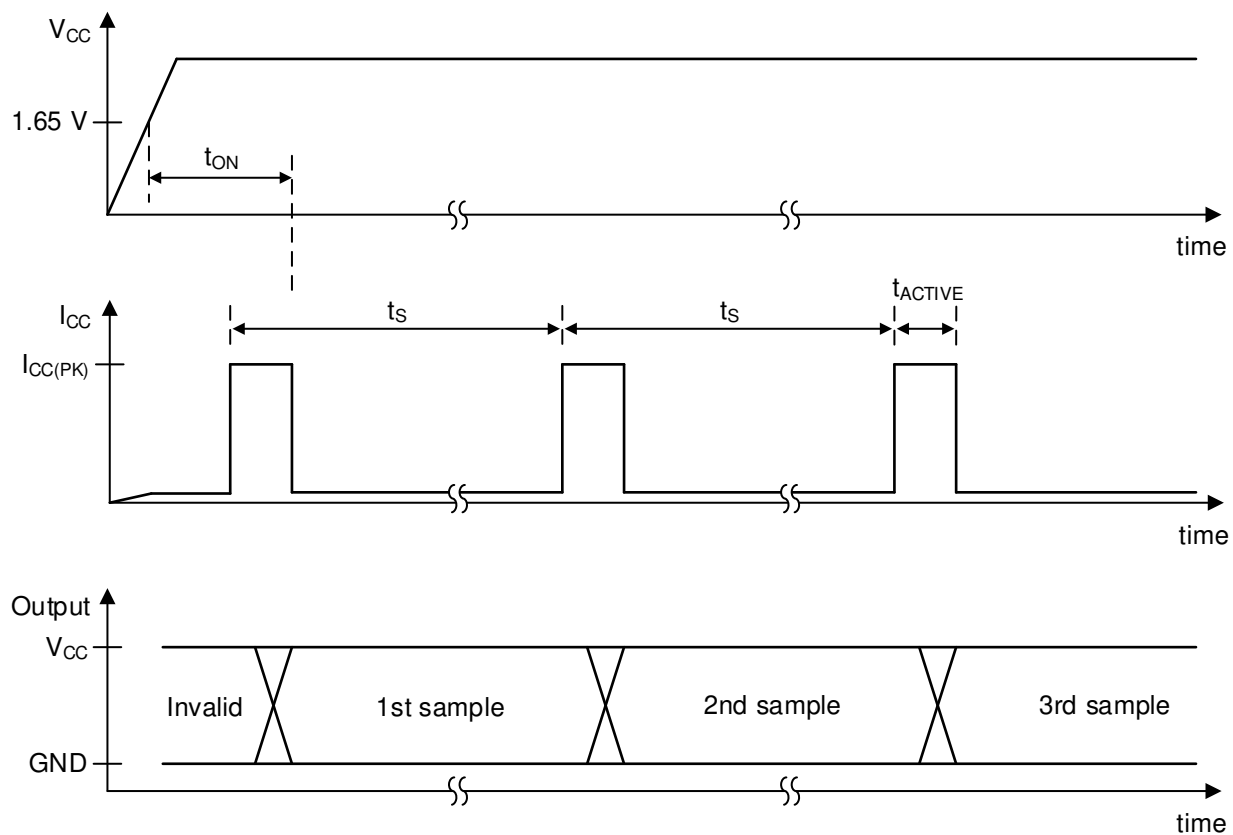 VCC
1.65 V
tON
time
ICC
tS
tS
tACTIVE
ICC(PK)
time
Output
VCC
Invalid
1st sample
2nd sample
3rd sample
GND
time